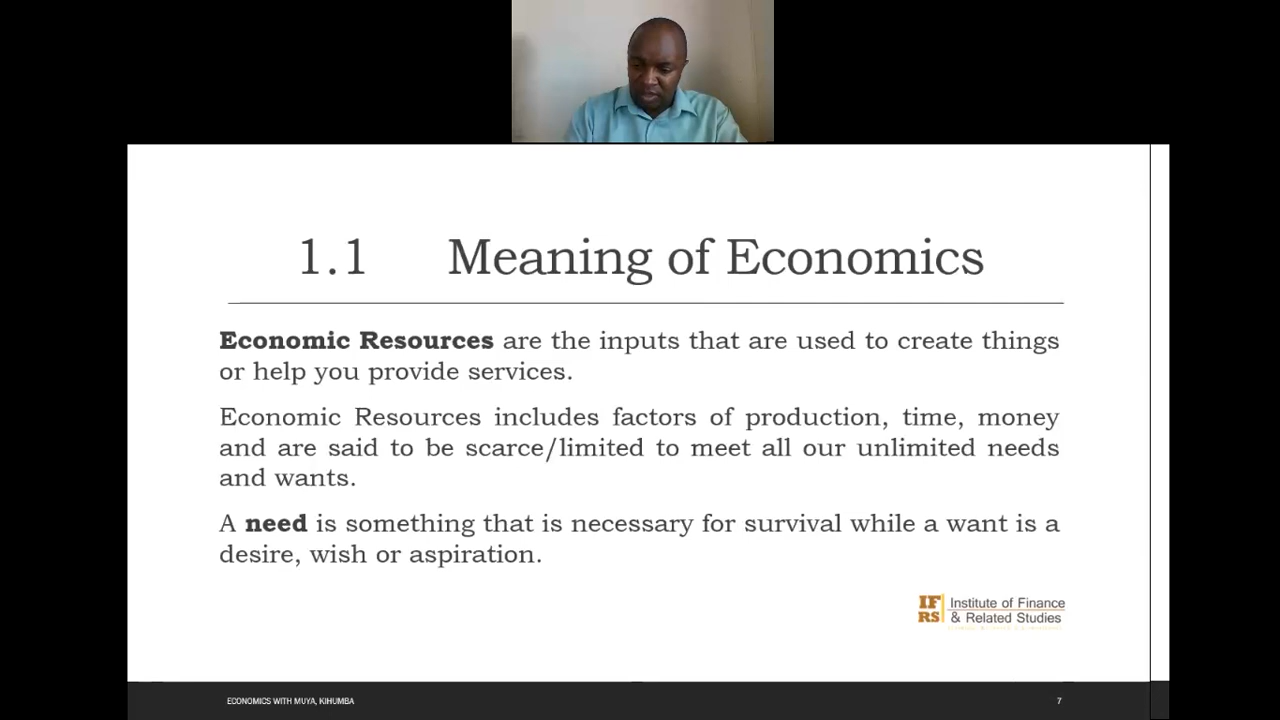 1.1 Meaning of Economics
Economic Resources are the inputs that are used to create things
or help you provide services.
Economic Resources includes factors of production, time, money
and are said to be scarce/limited to meet all our unlimited needs
and wants.
A need is something that is necessary for survival while a want is a
desire, wish or aspiration.
IF
RS
Institute of Finance
& Related Studies
ECONOMICS WITH MUYA, KIHUMBA
7